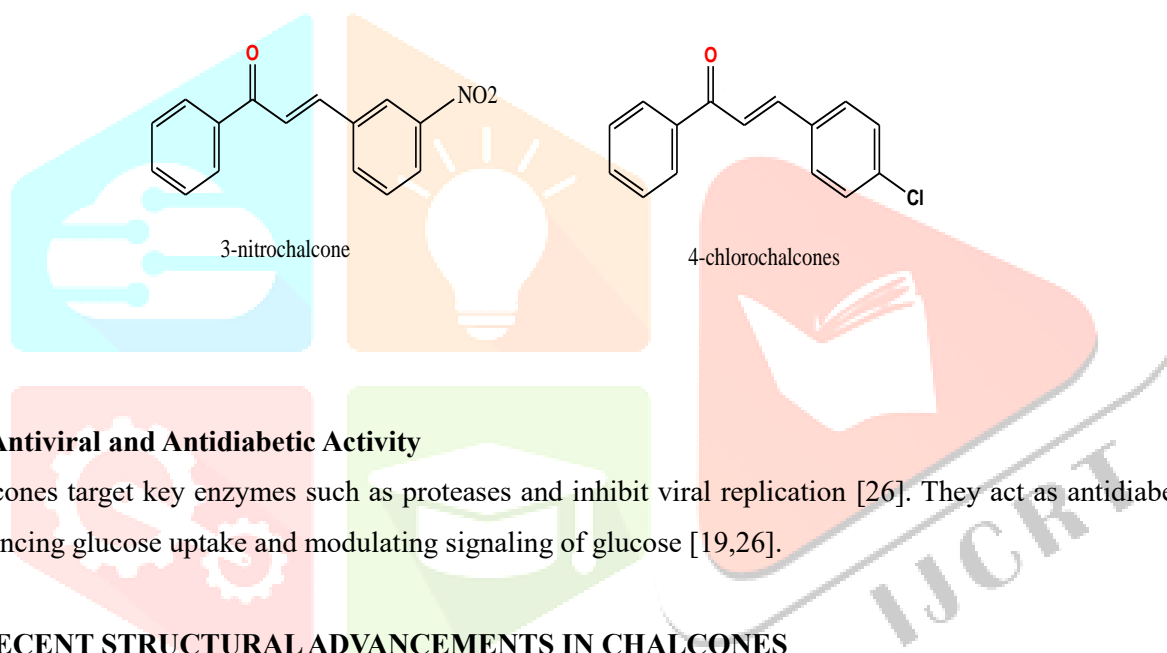 O
NO2
O
Cl
3-nitrochalcone
4-chlorochalcones
Antiviral and Antidiabetic Activity
cones target key enzymes such as proteases and inhibit viral replication [26]. They act as antidiabe
ncing glucose uptake and modulating signaling of glucose [19,26].
ECENT STRUCTURAL ADVANCEMENTS IN CHALCONES
IJCRT